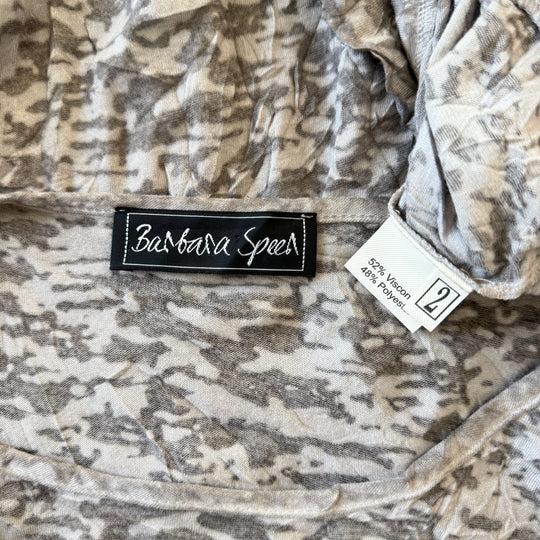 Barbara Speer
52% Viscon
48% Polyest...
2